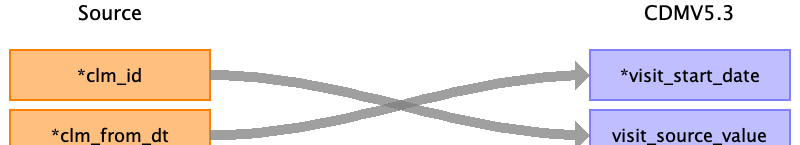 Source
CDMV5.3
*clm_id
*visit_start_date
*clm_from_dt
visit_source_value